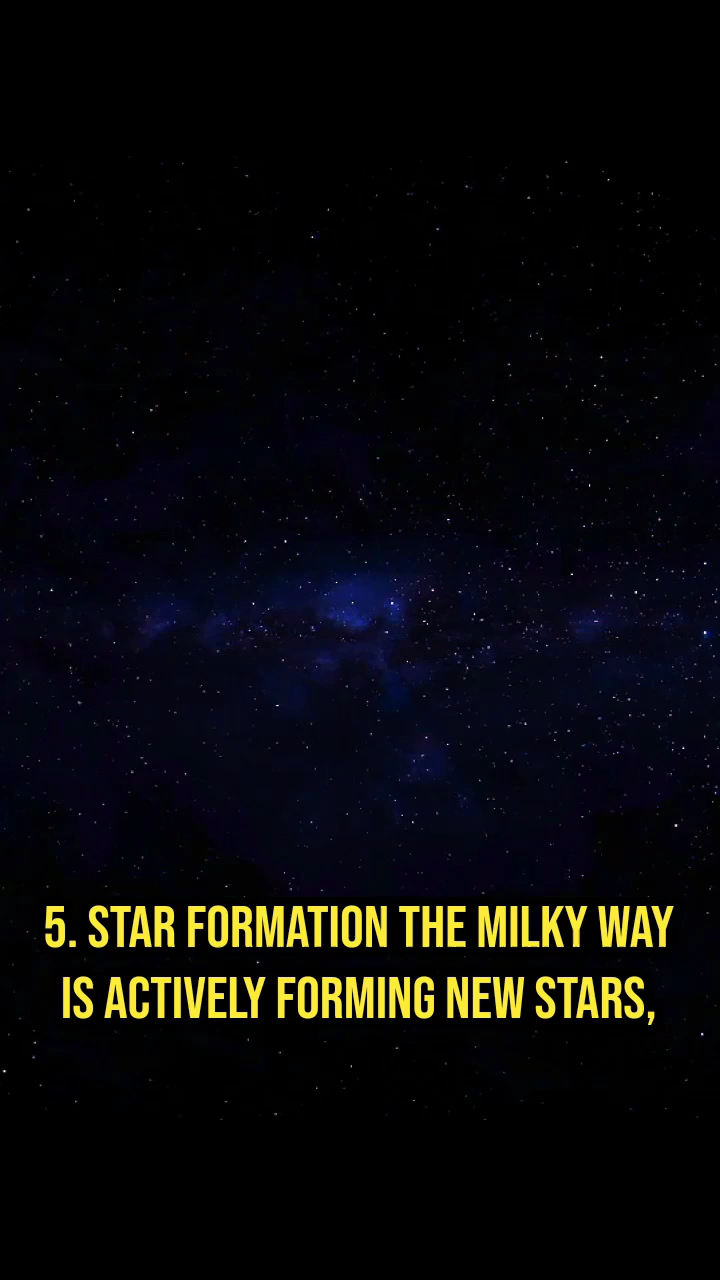 5. STAR FORMATION THE MILKY WAY
IS ACTIVELY FORMING NEW STARS,